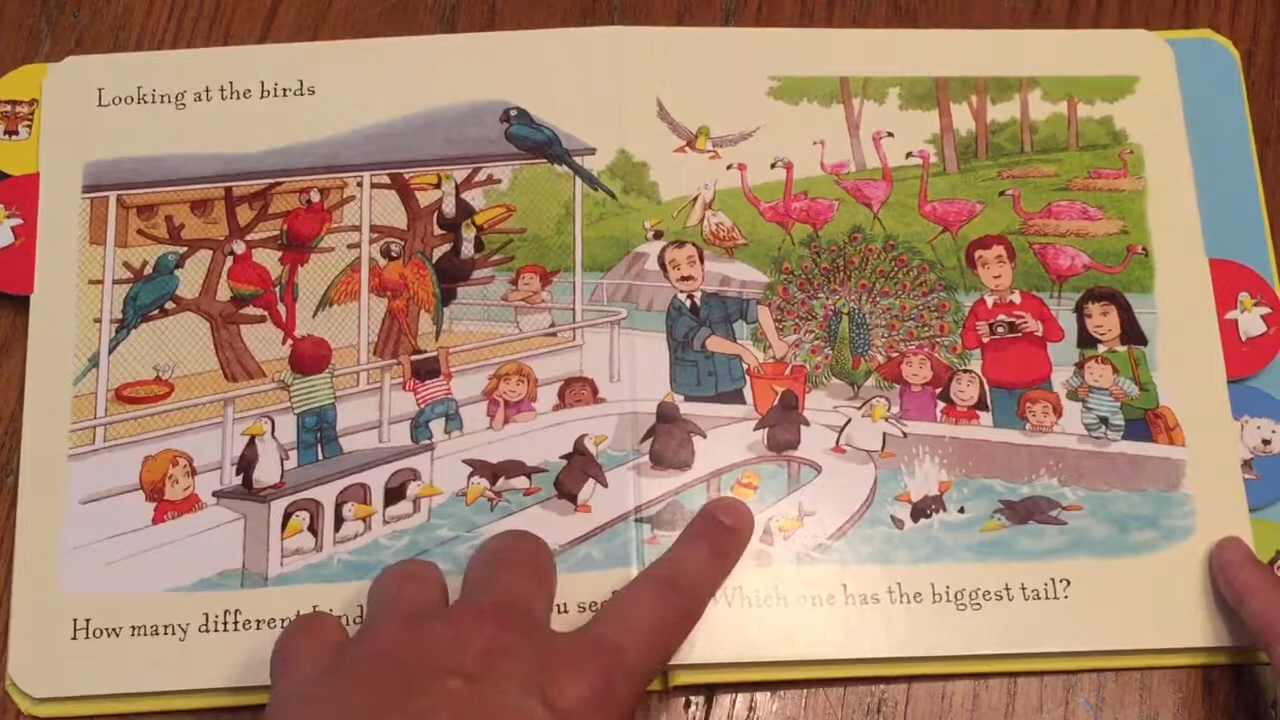 Looking at the birds
How many different
Which one has the biggest tail?